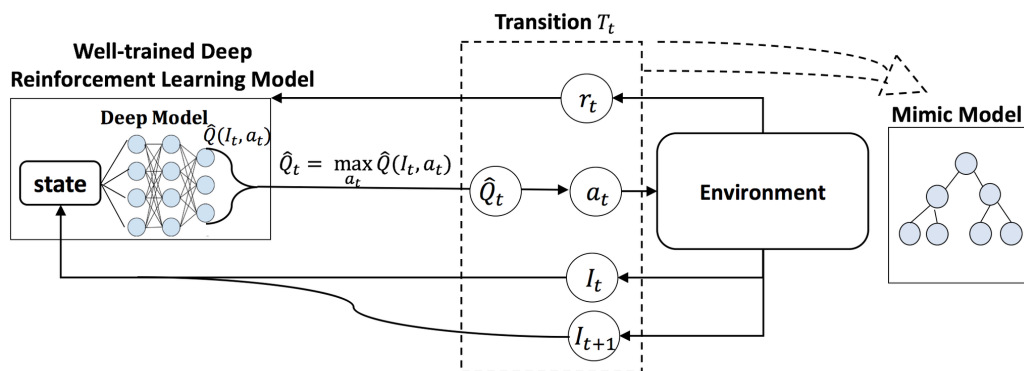 Transition $T_t$
Well-trained Deep
Reinforcement Learning Model
Deep Model
$\hat{Q}(I_t, a_t)$
state
$\hat{Q}_t = \max_{a_t} \hat{Q}(I_t, a_t)$
$r_t$
$\hat{Q}_t$
$a_t$
$I_t$
$I_{t+1}$
Environment
Mimic Model